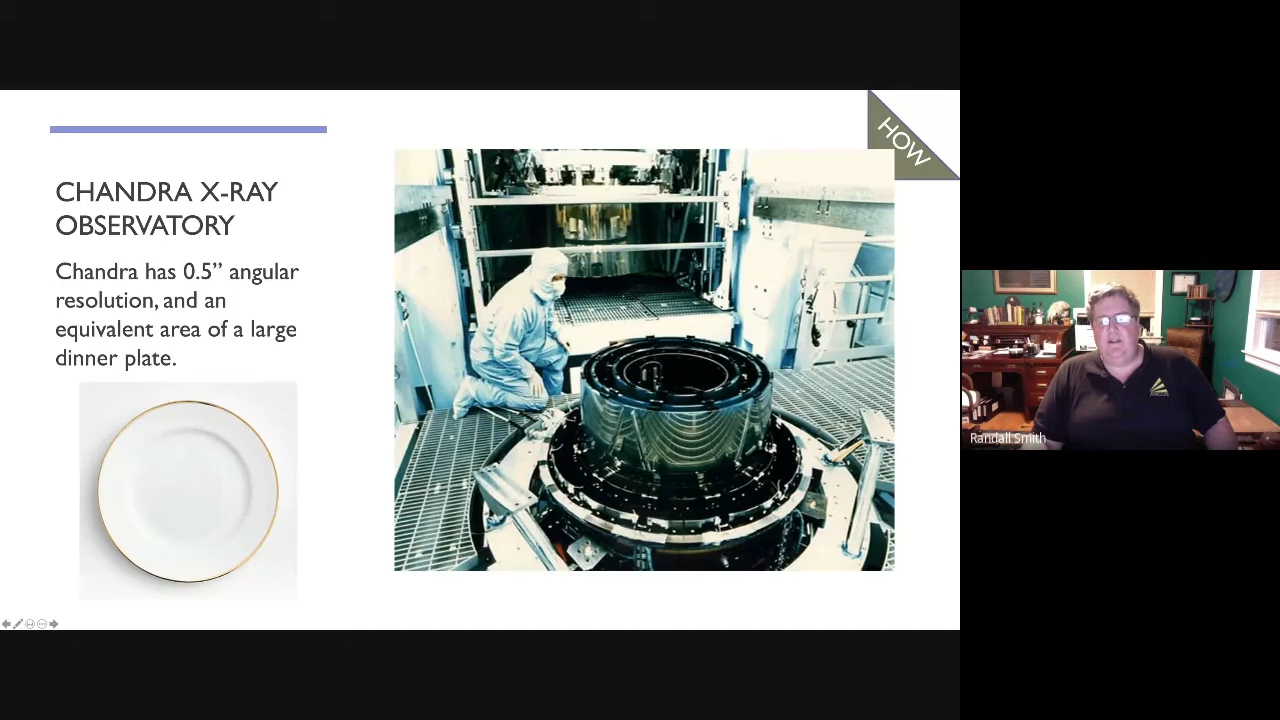 HOW
CHANDRA X-RAY
OBSERVATORY
Chandra has 0.5” angular
resolution, and an
equivalent area of a large
dinner plate.
ARCUS
Randall Smith